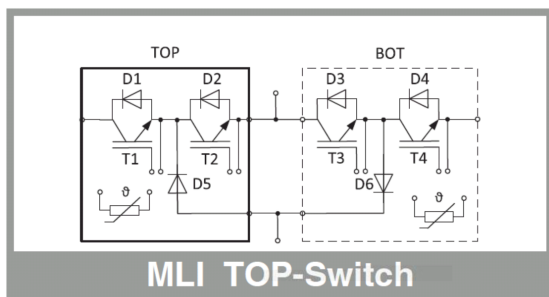 TOP BOT
D1 D2 D3 D4
T1 T2 T3 T4
D5 D6
ϑ ϑ
MLI TOP-Switch